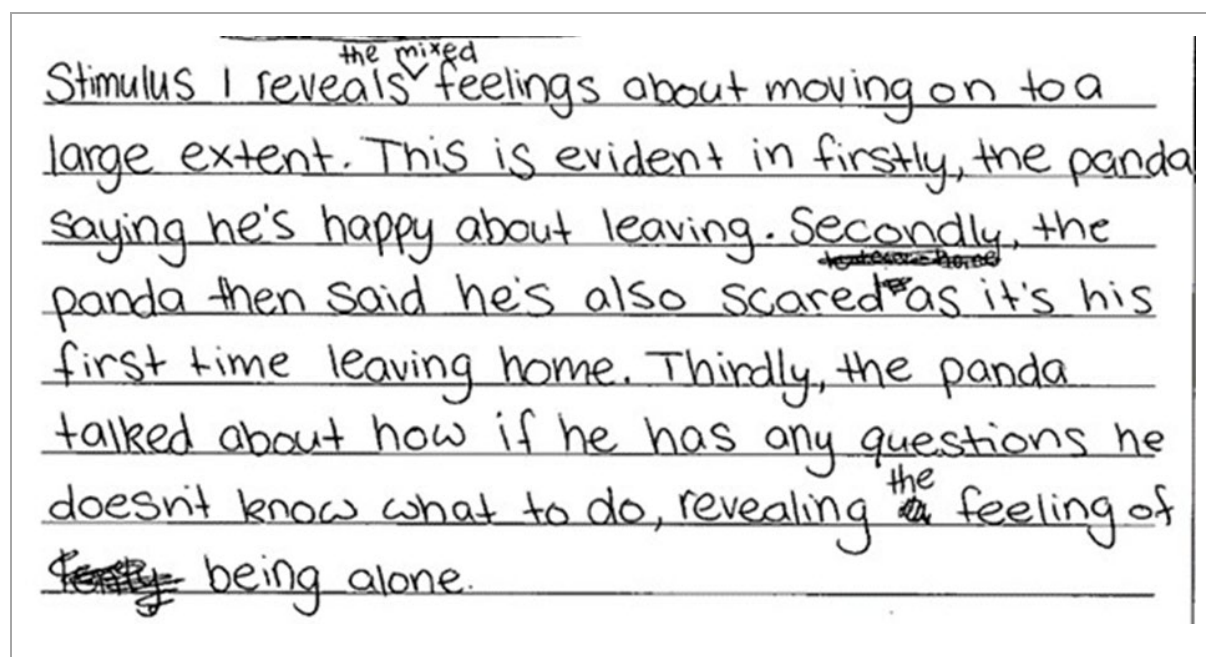 Stimulus 1 reveals the mixed feelings about moving on to a
large extent. This is evident in firstly, the panda
saying he's happy about leaving. Secondly, the
panda then said he's also scared as it's his
first time leaving home. Thirdly, the panda
talked about how if he has any questions he
doesn't know what to do, revealing the feeling of
being alone.